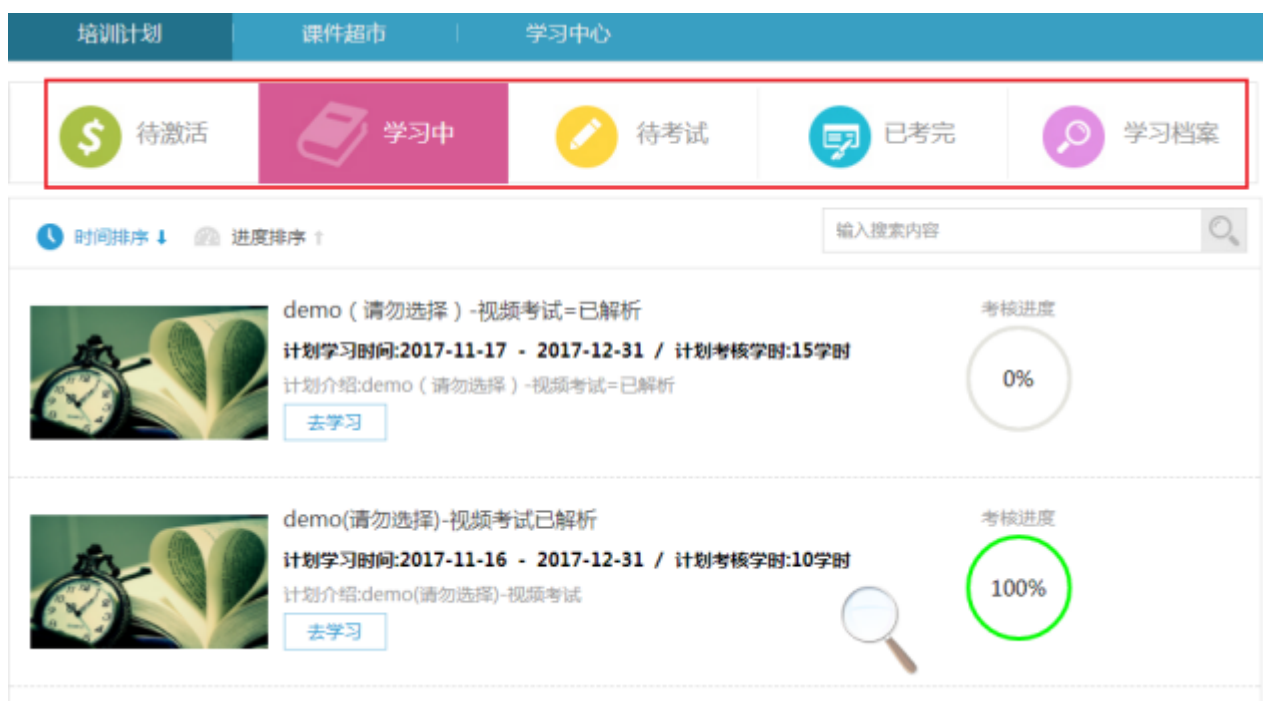 培训计划 课件超市 学习中心
待激活 学习中 待考试 已考完 学习档案
时间排序 进度排序 输入搜索内容
demo（请勿选择）-视频考试=已解析 考核进度
计划学习时间:2017-11-17 - 2017-12-31 / 计划考核学时:15学时
计划介绍:demo（请勿选择）-视频考试=已解析 0%
去学习
demo(请勿选择)-视频考试已解析 考核进度
计划学习时间:2017-11-16 - 2017-12-31 / 计划考核学时:10学时
计划介绍:demo(请勿选择)-视频考试 100%
去学习